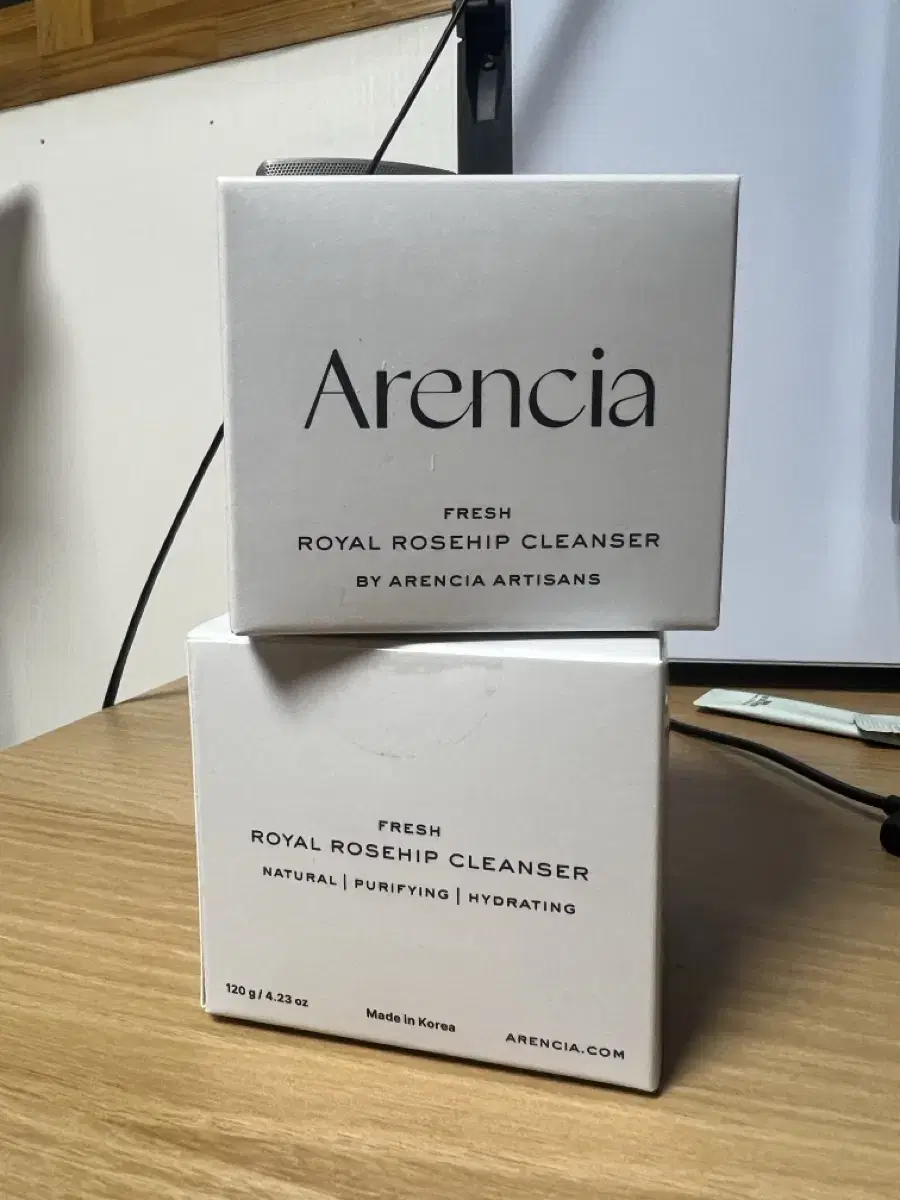 Arencia
FRESH
ROYAL ROSEHIP CLEANSER
BY ARENCIA ARTISANS
FRESH
ROYAL ROSEHIP CLEANSER
NATURAL | PURIFYING | HYDRATING
120 g / 4.23 oz
Made In Korea
ARENCIA.COM